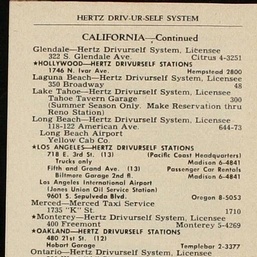 HERTZ DRIV-UR-SELF SYSTEM
CALIFORNIA—Continued
Glendale—Hertz Drivurself System, Licensee
322 S. Glendale Ave. Citrus 4-3251
★HOLLYWOOD—HERTZ DRIVURSELF STATIONS
1746 N. Ivar Ave. Hempstead 2800
Laguna Beach—Hertz Drivurself System, Licensee
350 Broadway 48
Lake Tahoe—Hertz Drivurself System, Licensee
Tahoe Tavern Garage 300
(Summer Season Only. Make Reservation thru
Reno Station)
Long Beach—Hertz Drivurself System, Licensee
118-122 American Ave. 644-73
Long Beach Airport
Yellow Cab Co.
★LOS ANGELES—HERTZ DRIVURSELF STATIONS
718 E. 3rd St. (13) (Pacific Coast Headquarters)
Trucks only Madison 6-4841
Fifth and Grand Ave. (13) Passenger Car Rentals
Biltmore Garage 2nd fl. Madison 6-4841
Los Angeles International Airport
(James Union Oil Service Station)
9601 S. Sepulveda Blvd. Oregon 8-5053
Merced—Merced Taxi Service
1735 "K" St. 1710
★Monterey—Hertz Drivurself System, Licensee
400 Tremont Monterey 5-4269
★OAKLAND—HERTZ DRIVURSELF STATIONS
480 21st St. (12)
Hobart Garage Templebar 2-3377
Ontario—Hertz Drivurself System, Licensee